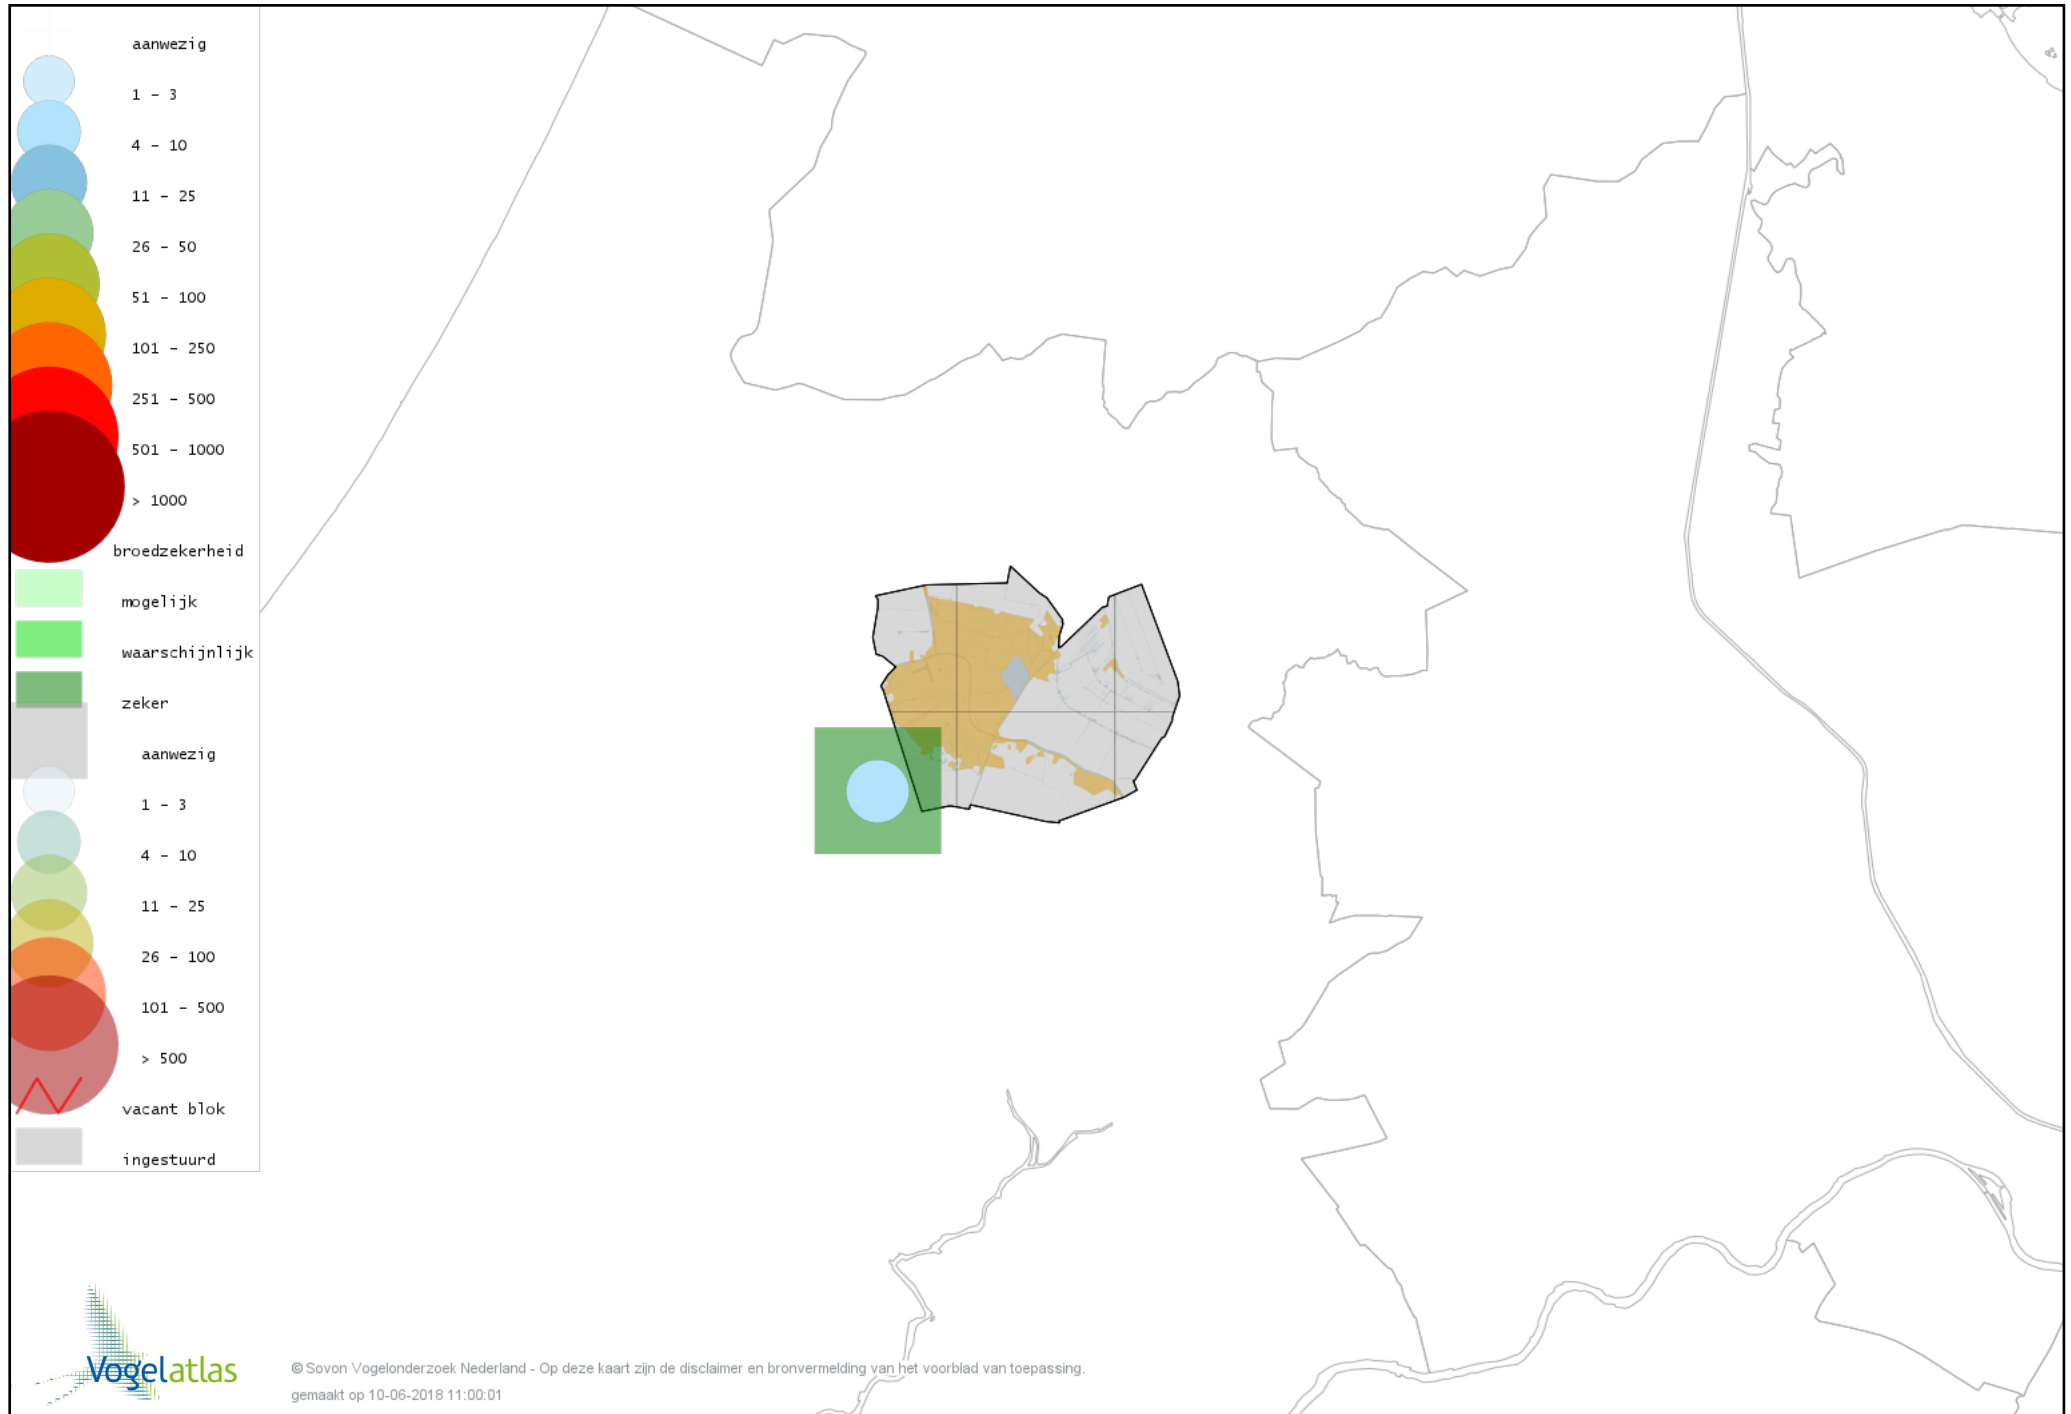 aanwezig
1 - 3
4 - 10
11 - 25
26 - 50
51 - 100
101 - 250
251 - 500
501 - 1000
> 1000
broedzekerheid
mogelijk
waarschijnlijk
zeker
aanwezig
1 - 3
4 - 10
11 - 25
26 - 100
101 - 500
> 500
vacant blok
ingestuurd
Vogelatlas
© Sovon Vogelonderzoek Nederland - Op deze kaart zijn de disclaimer en bronvermelding van het voorblad van toepassing.
gemaakt op 10-06-2018 11:00:01